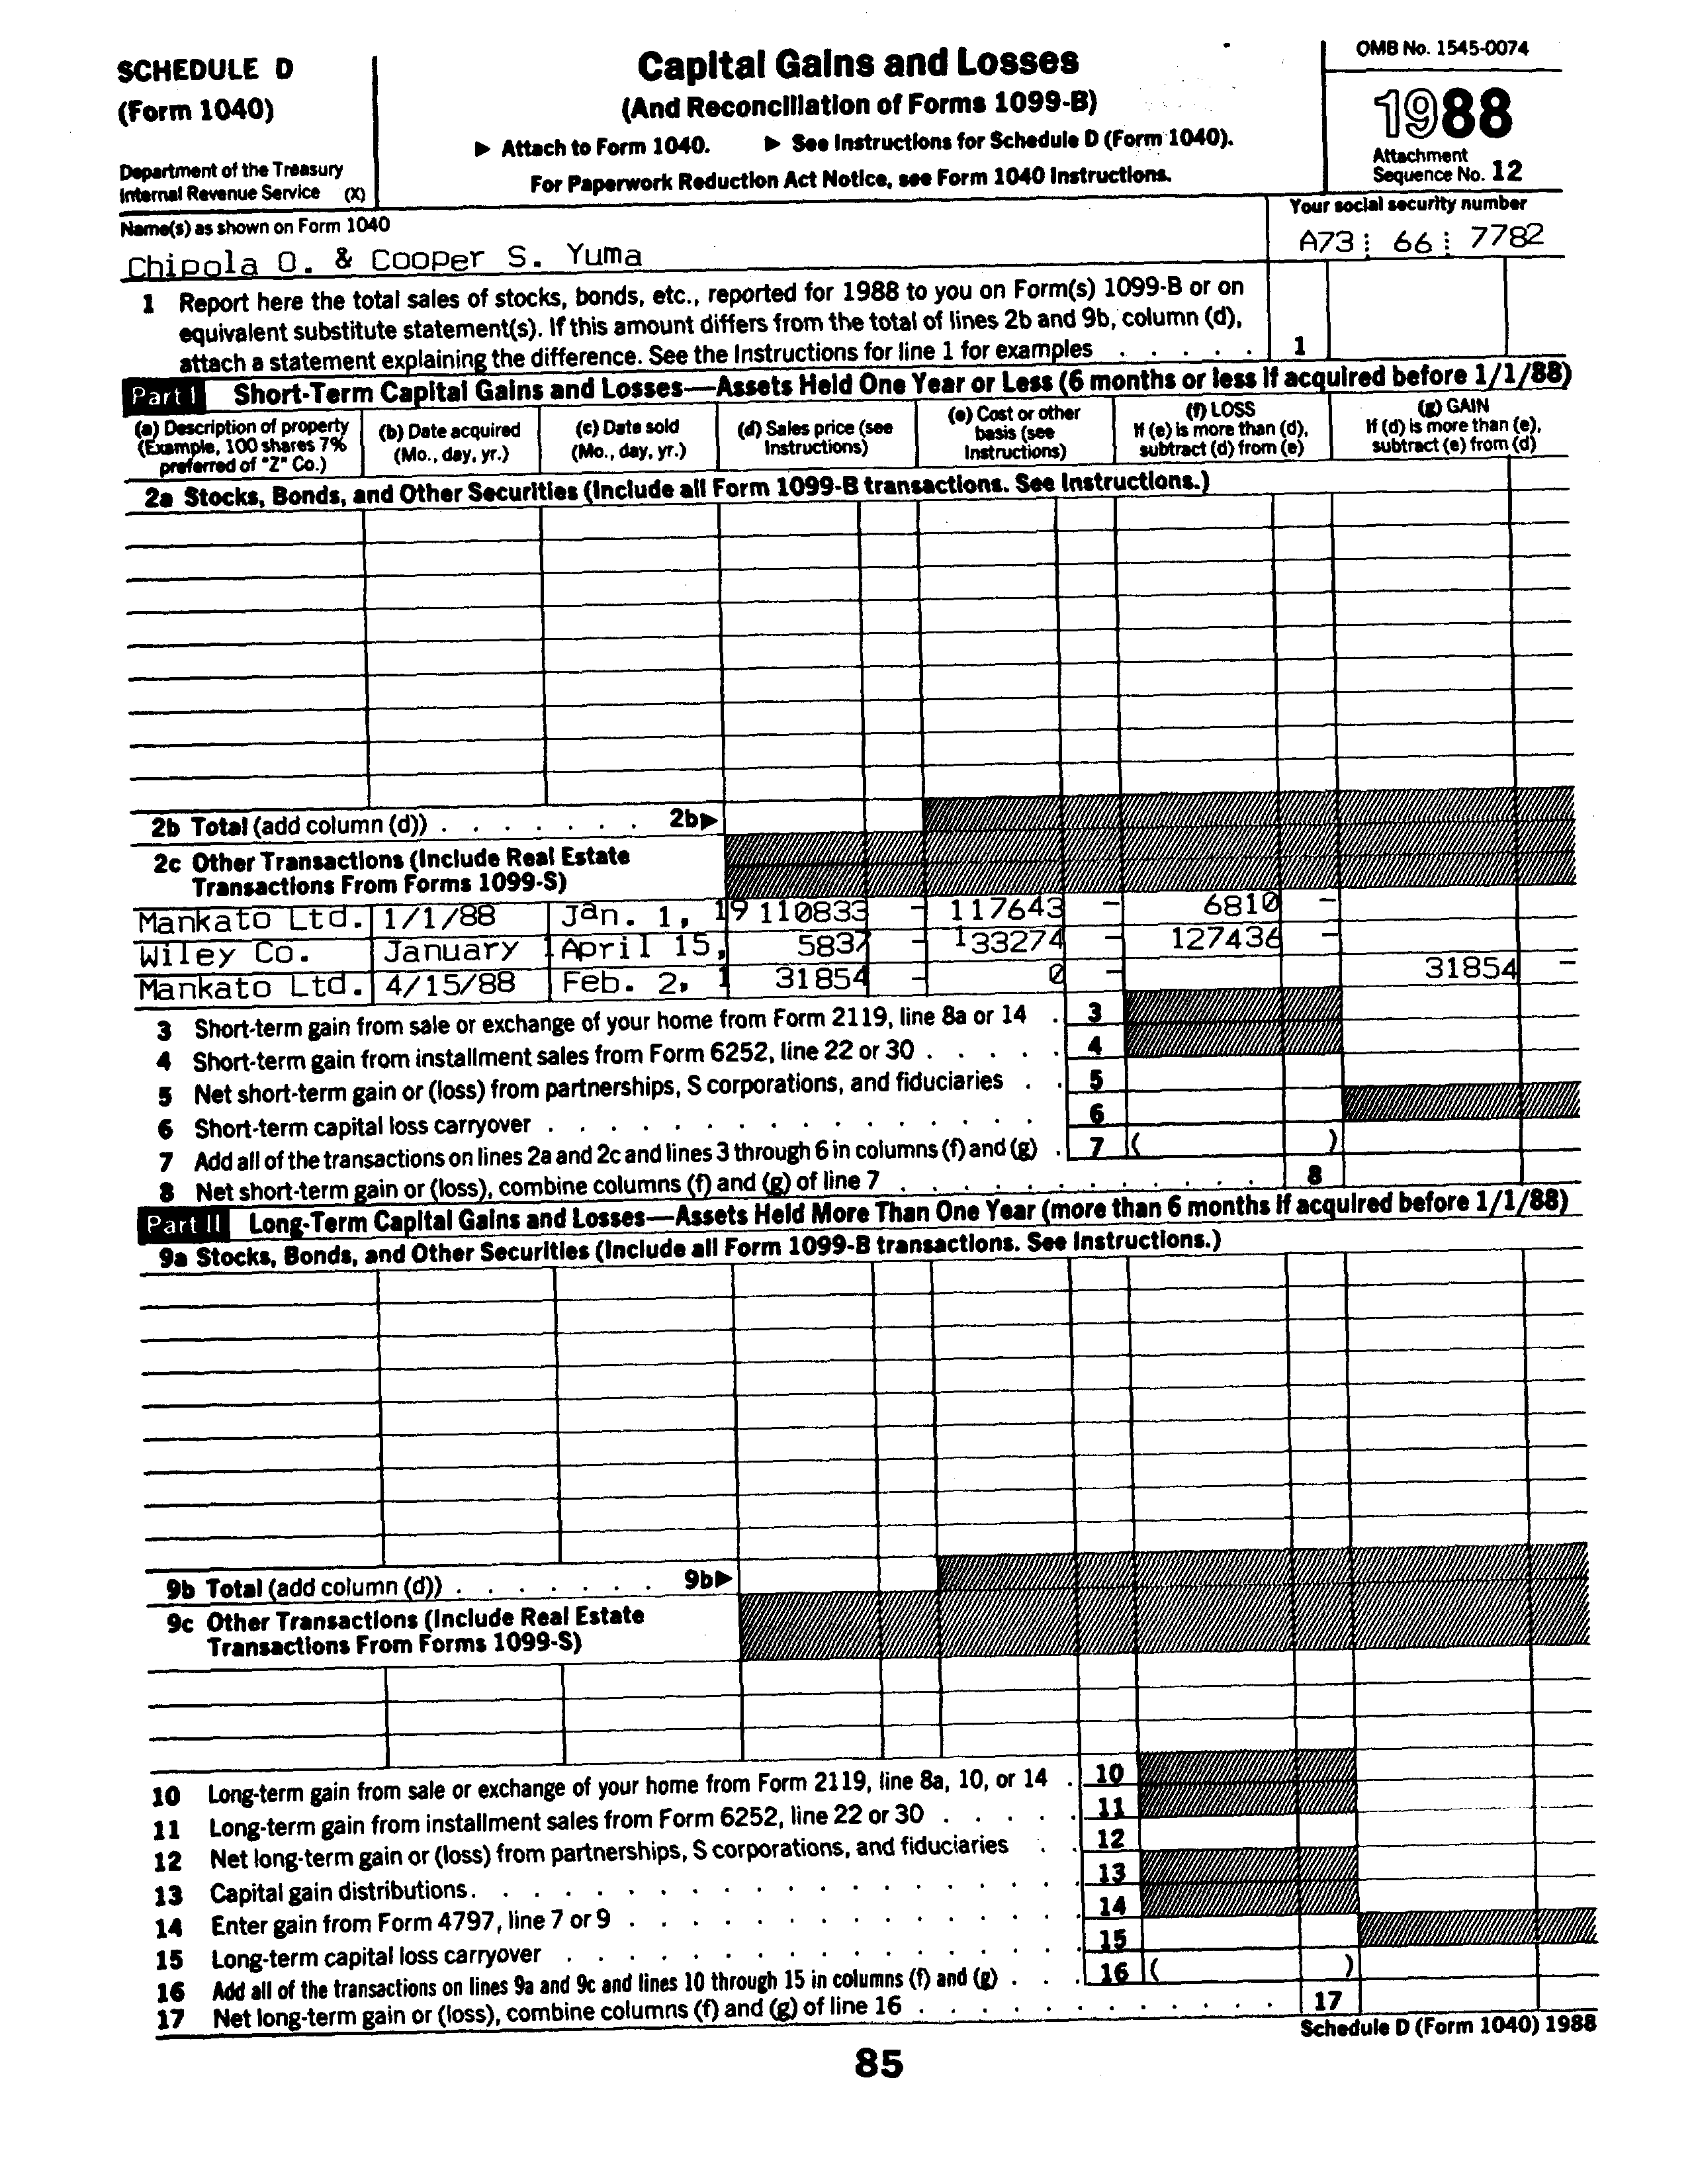 SCHEDULE D
(Form 1040)
Department of the Treasury
Internal Revenue Service (X)
Capital Gains and Losses
(And Reconciliation of Forms 1099-B)
▶ Attach to Form 1040. ▶ See Instructions for Schedule D (Form 1040).
For Paperwork Reduction Act Notice, see Form 1040 Instructions.
OMB No. 1545-0074
1988
Attachment
Sequence No. 12
Name(s) as shown on Form 1040
Chipola O. & Cooper S. Yuma
Your social security number
A73 66 7782
1 Report here the total sales of stocks, bonds, etc., reported for 1988 to you on Form(s) 1099-B or on
equivalent substitute statement(s). If this amount differs from the total of lines 2b and 9b, column (d),
attach a statement explaining the difference. See the Instructions for line 1 for examples . . . . . 1
Part I Short-Term Capital Gains and Losses—Assets Held One Year or Less (6 months or less if acquired before 1/1/88)
(a) Description of property
(Example, 100 shares 7%
preferred of "Z" Co.)
(b) Date acquired
(Mo., day, yr.)
(c) Date sold
(Mo., day, yr.)
(d) Sales price (see
Instructions)
(e) Cost or other
basis (see
Instructions)
(f) LOSS
If (e) is more than (d),
subtract (d) from (e)
(g) GAIN
If (d) is more than (e),
subtract (e) from (d)
2a Stocks, Bonds, and Other Securities (Include all Form 1099-B transactions. See Instructions.)
2b Total (add column (d)) . . . . . . . 2b▶
2c Other Transactions (Include Real Estate
Transactions From Forms 1099-S)
Mankato Ltd. 1/1/88 Jan. 1, 19 110833 – 117643 – 6810 –
Wiley Co. January 1 April 15, 5837 – 133274 – 127436 –
Mankato Ltd. 4/15/88 Feb. 2, 1 31854 – 0 – 31854 –
3 Short-term gain from sale or exchange of your home from Form 2119, line 8a or 14 . 3
4 Short-term gain from installment sales from Form 6252, line 22 or 30 . . . . . 4
5 Net short-term gain or (loss) from partnerships, S corporations, and fiduciaries . . 5
6 Short-term capital loss carryover . . . . . . . . . . . . . . . . 6
7 Add all of the transactions on lines 2a and 2c and lines 3 through 6 in columns (f) and (g) . 7 ( )
8 Net short-term gain or (loss), combine columns (f) and (g) of line 7 . . . . . . . . . . . 8
Part II Long-Term Capital Gains and Losses—Assets Held More Than One Year (more than 6 months if acquired before 1/1/88)
9a Stocks, Bonds, and Other Securities (Include all Form 1099-B transactions. See Instructions.)
9b Total (add column (d)) . . . . . . . 9b▶
9c Other Transactions (Include Real Estate
Transactions From Forms 1099-S)
10 Long-term gain from sale or exchange of your home from Form 2119, line 8a, 10, or 14 . 10
11 Long-term gain from installment sales from Form 6252, line 22 or 30 . . . . . 11
12 Net long-term gain or (loss) from partnerships, S corporations, and fiduciaries . . 12
13 Capital gain distributions. . . . . . . . . . . . . . . . . . . 13
14 Enter gain from Form 4797, line 7 or 9 . . . . . . . . . . . . . . 14
15 Long-term capital loss carryover . . . . . . . . . . . . . . . . 15
16 Add all of the transactions on lines 9a and 9c and lines 10 through 15 in columns (f) and (g) . . . 16 ( )
17 Net long-term gain or (loss), combine columns (f) and (g) of line 16 . . . . . . . . . . . . 17
Schedule D (Form 1040) 1988
85